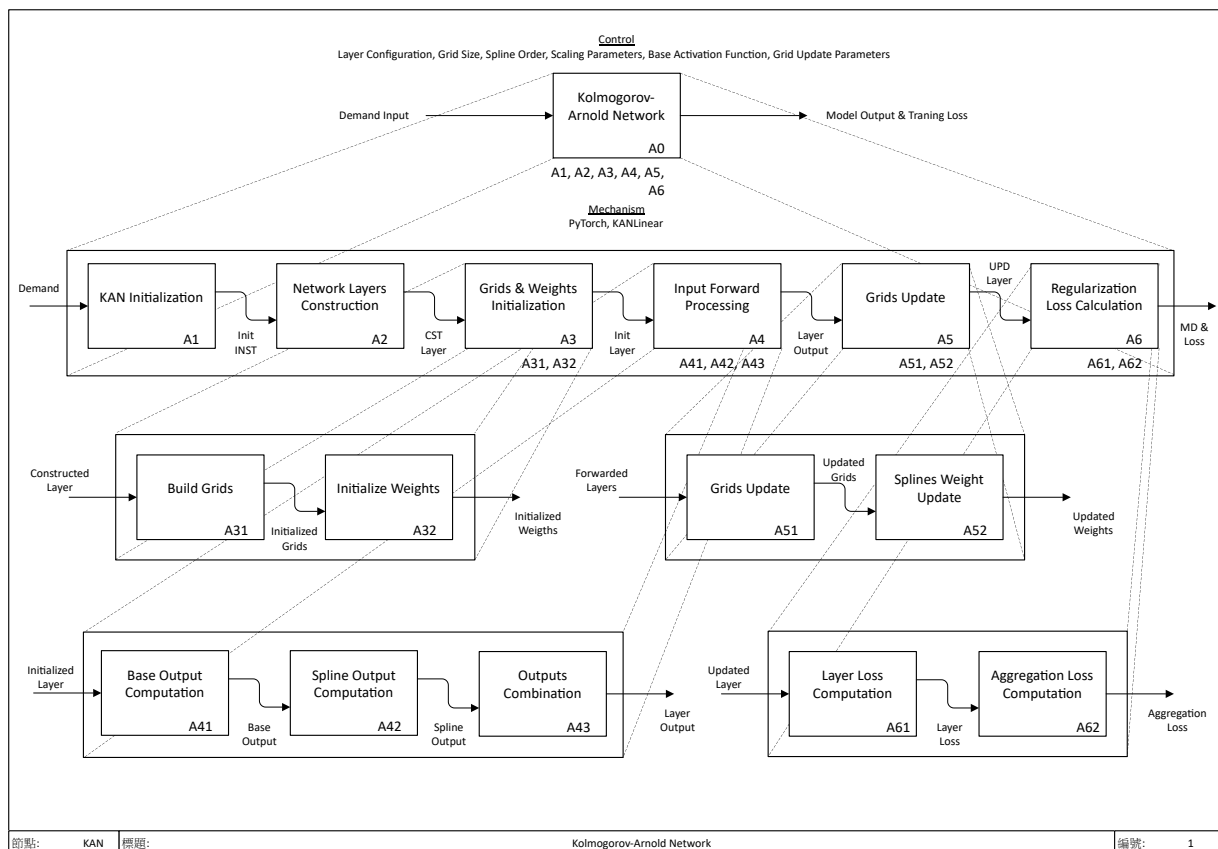 Control
Layer Configuration, Grid Size, Spline Order, Scaling Parameters, Base Activation Function, Grid Update Parameters
Demand Input
Kolmogorov-
Arnold Network
A0
Model Output & Traning Loss
A1, A2, A3, A4, A5,
A6
Mechanism
PyTorch, KANLinear
Demand
KAN Initialization
A1
Init
INST
Network Layers
Construction
A2
CST
Layer
Grids & Weights
Initialization
A3
Init
Layer
Input Forward
Processing
A4
Layer
Output
Grids Update
A5
UPD
Layer
Regularization
Loss Calculation
A6
MD &
Loss
A31, A32
A41, A42, A43
A51, A52
A61, A62
Constructed
Layer
Build Grids
A31
Initialized
Grids
Initialize Weights
A32
Initialized
Weigths
Forwarded
Layers
Grids Update
A51
Updated
Grids
Splines Weight
Update
A52
Updated
Weights
Initialized
Layer
Base Output
Computation
A41
Base
Output
Spline Output
Computation
A42
Spline
Output
Outputs
Combination
A43
Layer
Output
Updated
Layer
Layer Loss
Computation
A61
Layer
Loss
Aggregation Loss
Computation
A62
Aggregation
Loss
節點: KAN 標題: Kolmogorov-Arnold Network 編號: 1